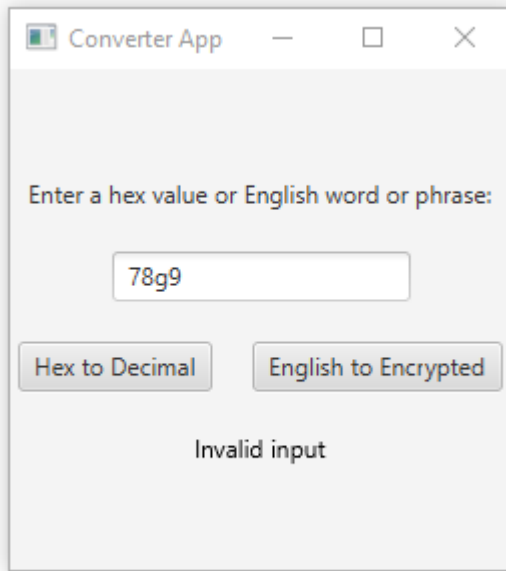 Converter App
Enter a hex value or English word or phrase:
78g9
Hex to Decimal English to Encrypted
Invalid input